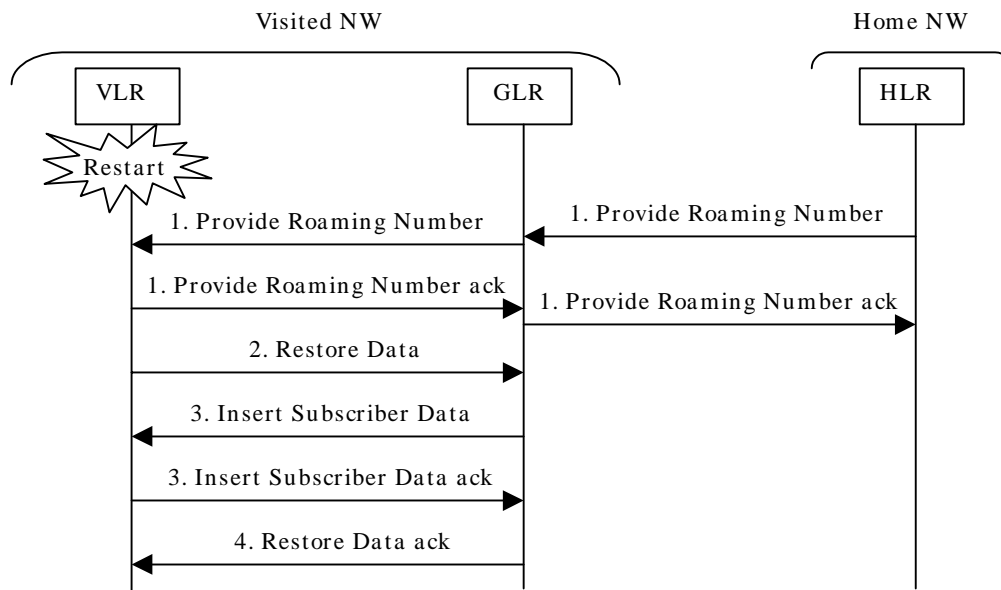 Visited NW
Home NW
VLR
GLR
HLR
Restart
1. Provide Roaming Number
1. Provide Roaming Number
1. Provide Roaming Number ack
1. Provide Roaming Number ack
2. Restore Data
3. Insert Subscriber Data
3. Insert Subscriber Data ack
4. Restore Data ack